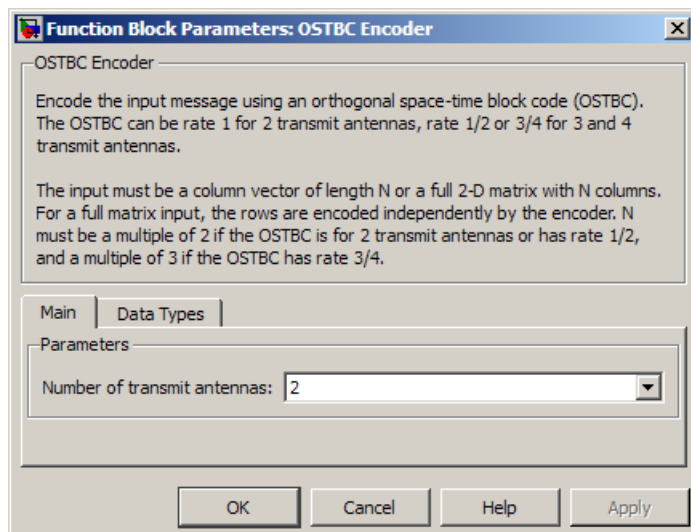 Function Block Parameters: OSTBC Encoder
OSTBC Encoder
Encode the input message using an orthogonal space-time block code (OSTBC).
The OSTBC can be rate 1 for 2 transmit antennas, rate 1/2 or 3/4 for 3 and 4
transmit antennas.
The input must be a column vector of length N or a full 2-D matrix with N columns.
For a full matrix input, the rows are encoded independently by the encoder. N
must be a multiple of 2 if the OSTBC is for 2 transmit antennas or has rate 1/2,
and a multiple of 3 if the OSTBC has rate 3/4.
Main Data Types
Parameters
Number of transmit antennas: 2
OK Cancel Help Apply